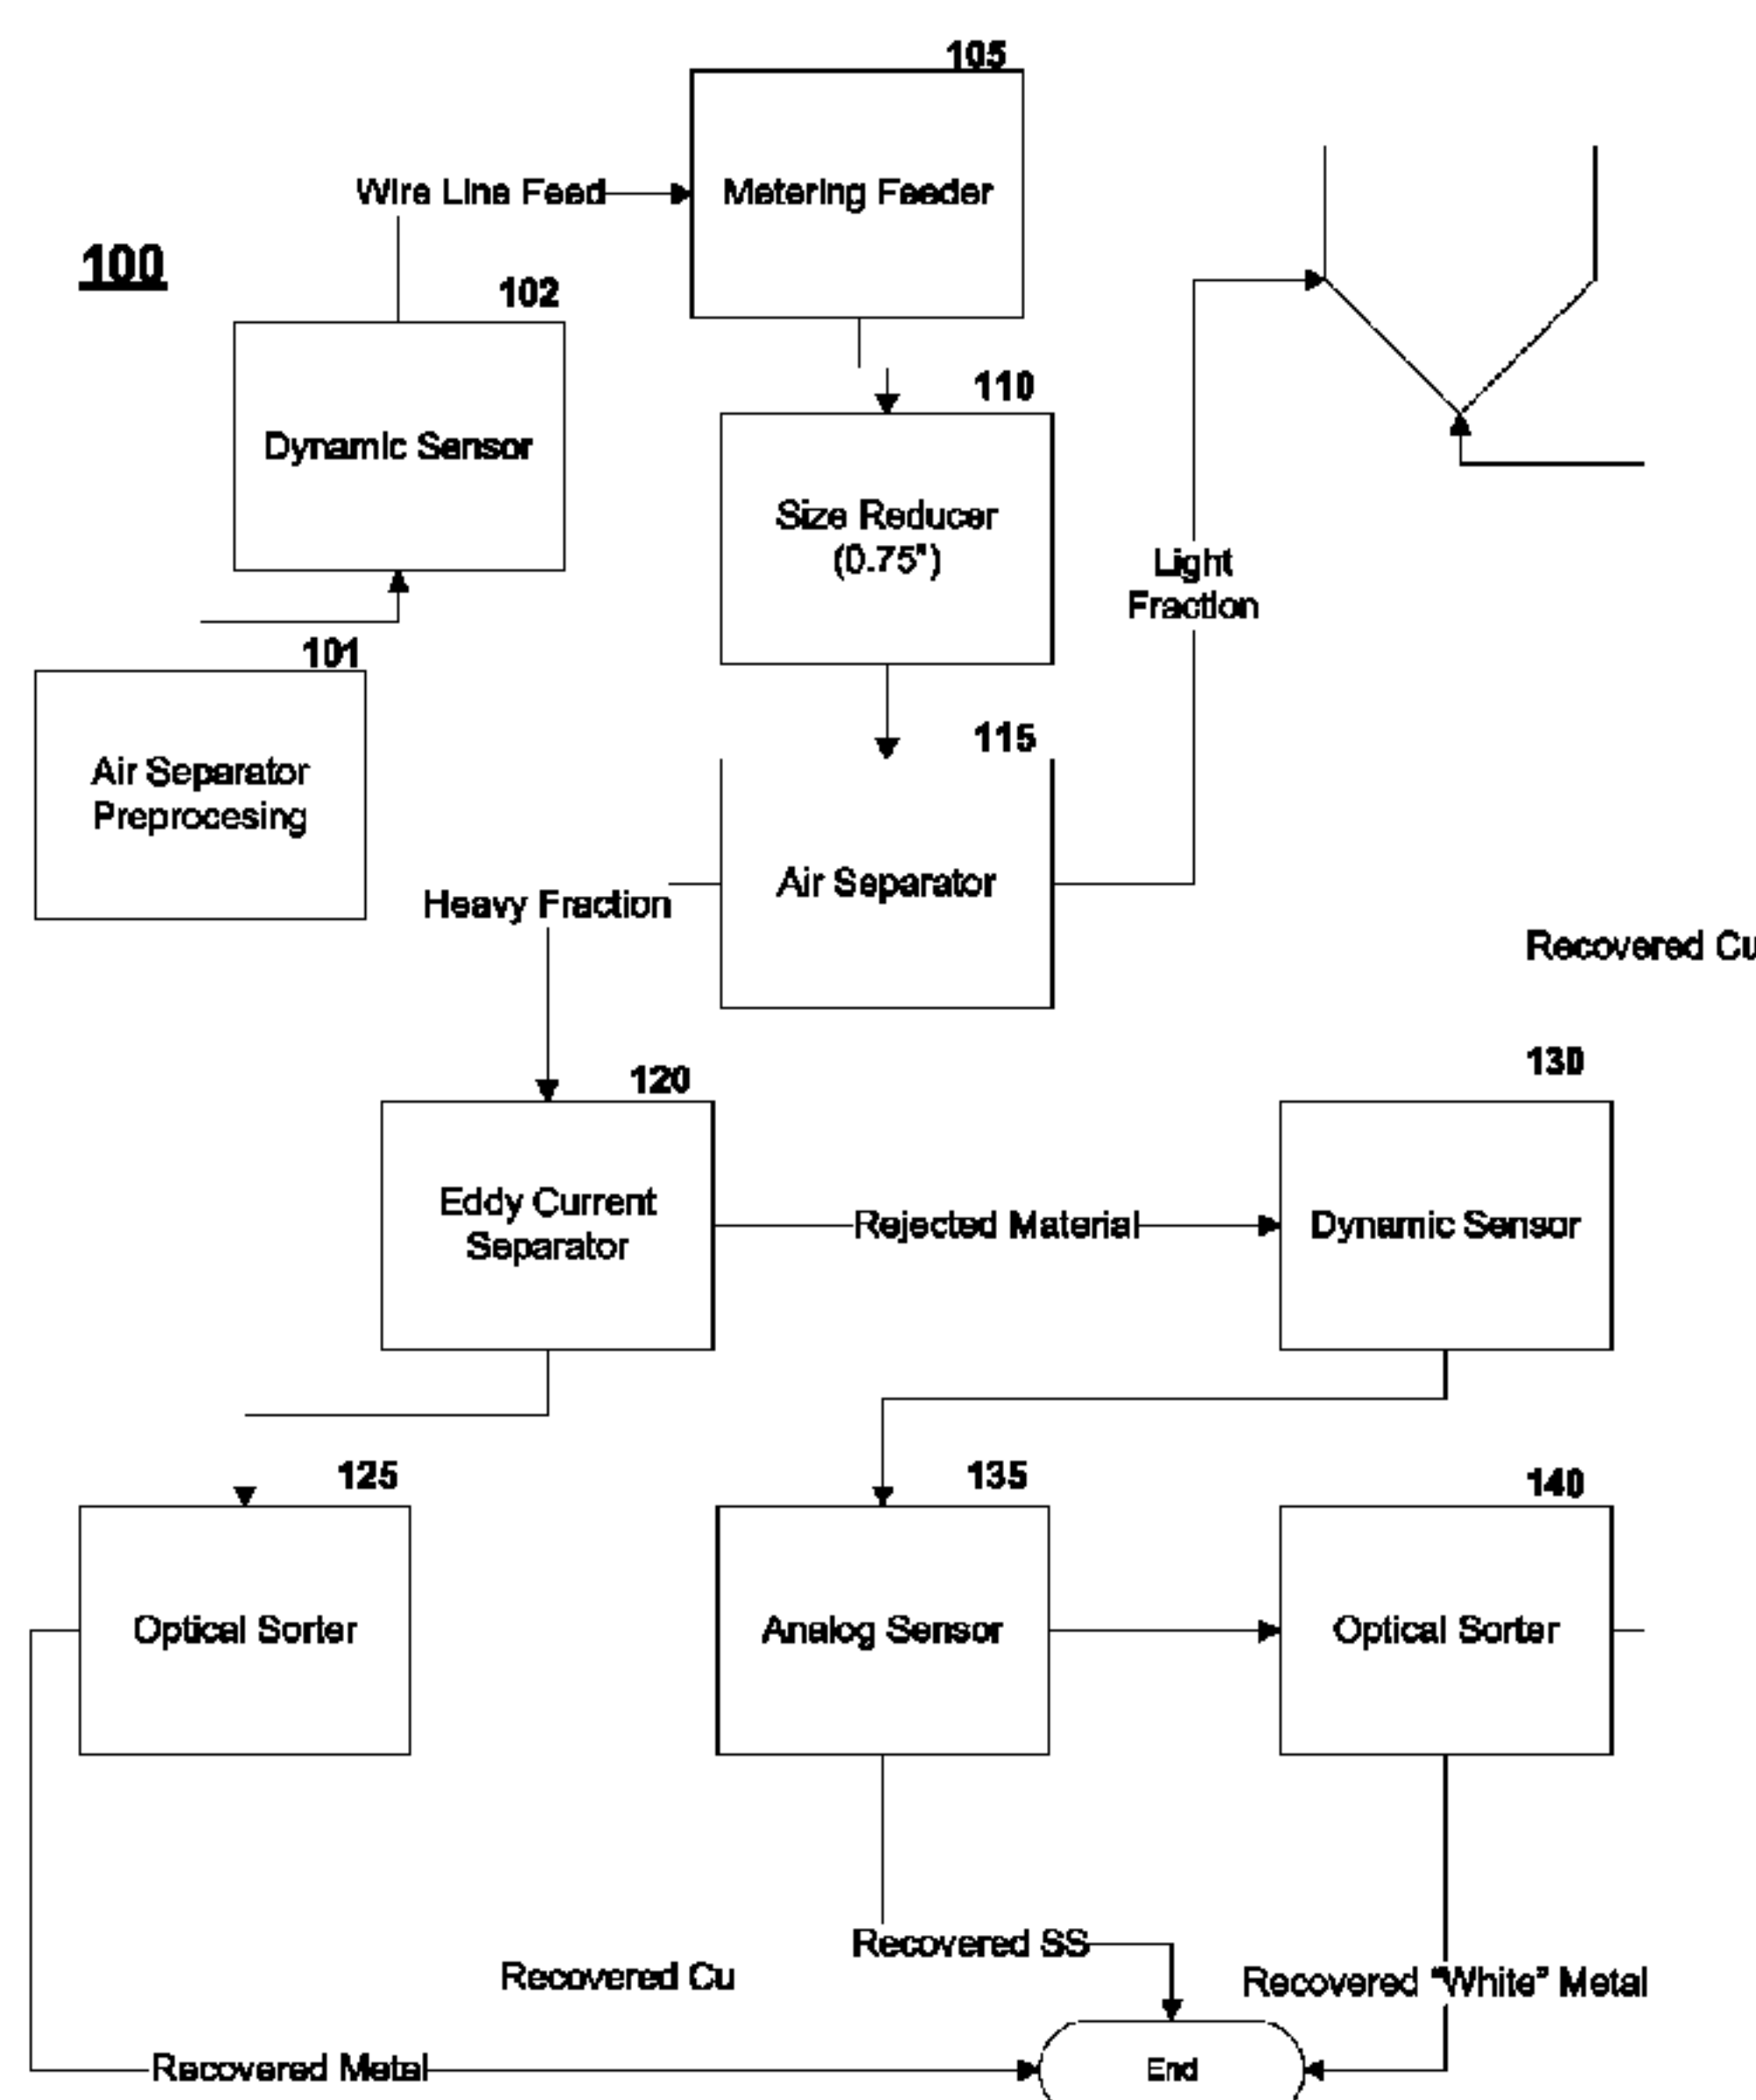 105
Wire Line Feed
Metering Feeder
100
102
110
Dynamic Sensor
Size Reducer
(0.75")
Light
Fraction
101
115
Air Separator
Preprocesing
Air Separator
Heavy Fraction
Recovered Cu
120
130
Eddy Current
Separator
Rejected Material
Dynamic Sensor
125
135
140
Optical Sorter
Analog Sensor
Optical Sorter
Recovered SS
Recovered Cu
Recovered “White” Metal
Recovered Metal
End